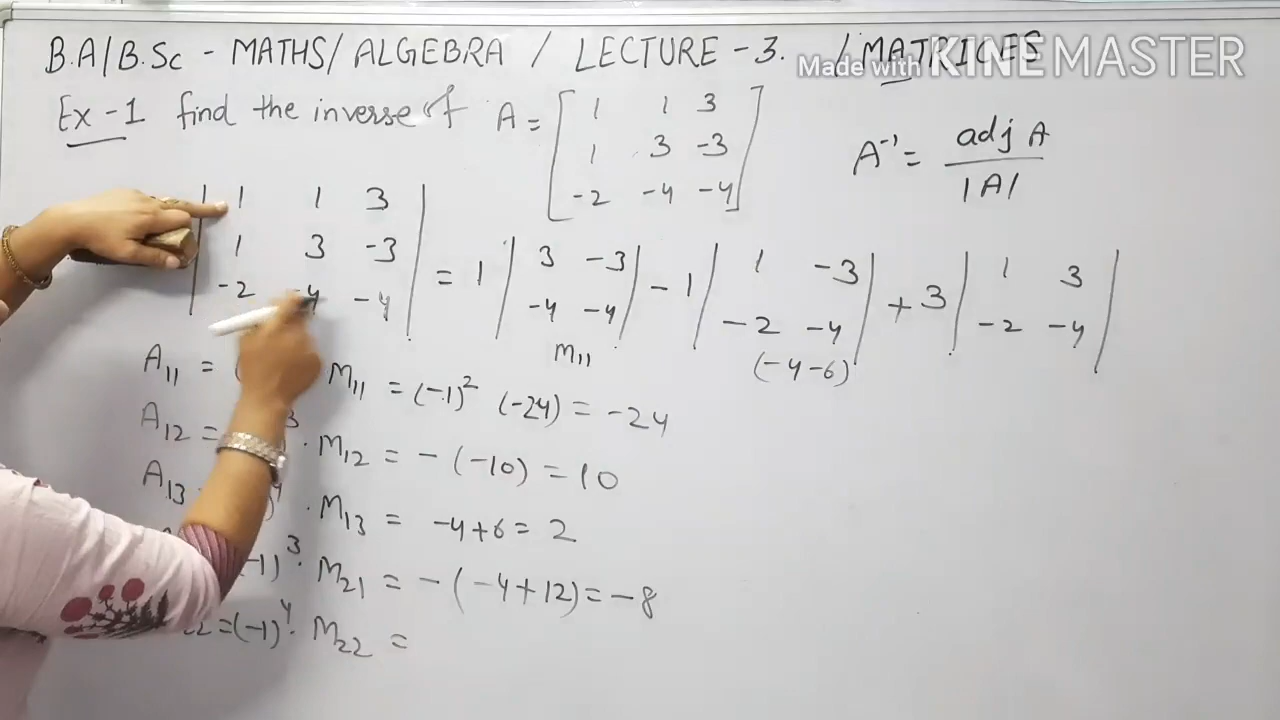 B.A/B.Sc - MATHS/ ALGEBRA / LECTURE - 3. / MATRICES
Made with KINEMASTER
Ex -1 find the inverse of A = [ 1 1 3
1 3 -3
-2 -4 -4 ]
A⁻¹ = adj A / |A|
| 1 1 3
1 3 -3
-2 -4 -4 | = 1 | 3 -3
-4 -4 | - 1 | 1 -3
-2 -4 | + 3 | 1 3
-2 -4 |
M₁₁ (-4-6)
A₁₁ = M₁₁ = (-1)² (-24) = -24
A₁₂ = ³ · M₁₂ = - (-10) = 10
A₁₃ ⁴ · M₁₃ = -4+6 = 2
-1)³ · M₂₁ = - (-4+12) = -8
22 = (-1)⁴ · M₂₂ =